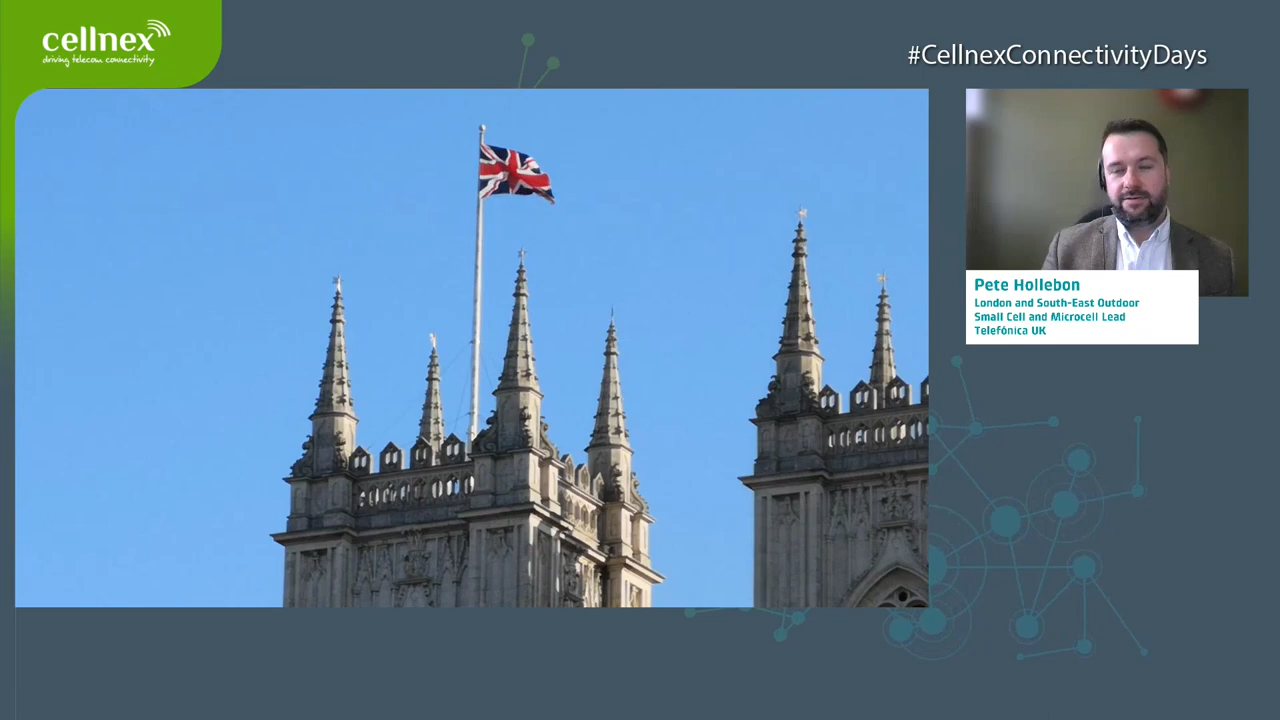 cellnex
driving telecom connectivity
#CellnexConnectivityDays
Pete Hollebon
London and South-East Outdoor
Small Cell and Microcell Lead
Telefónica UK